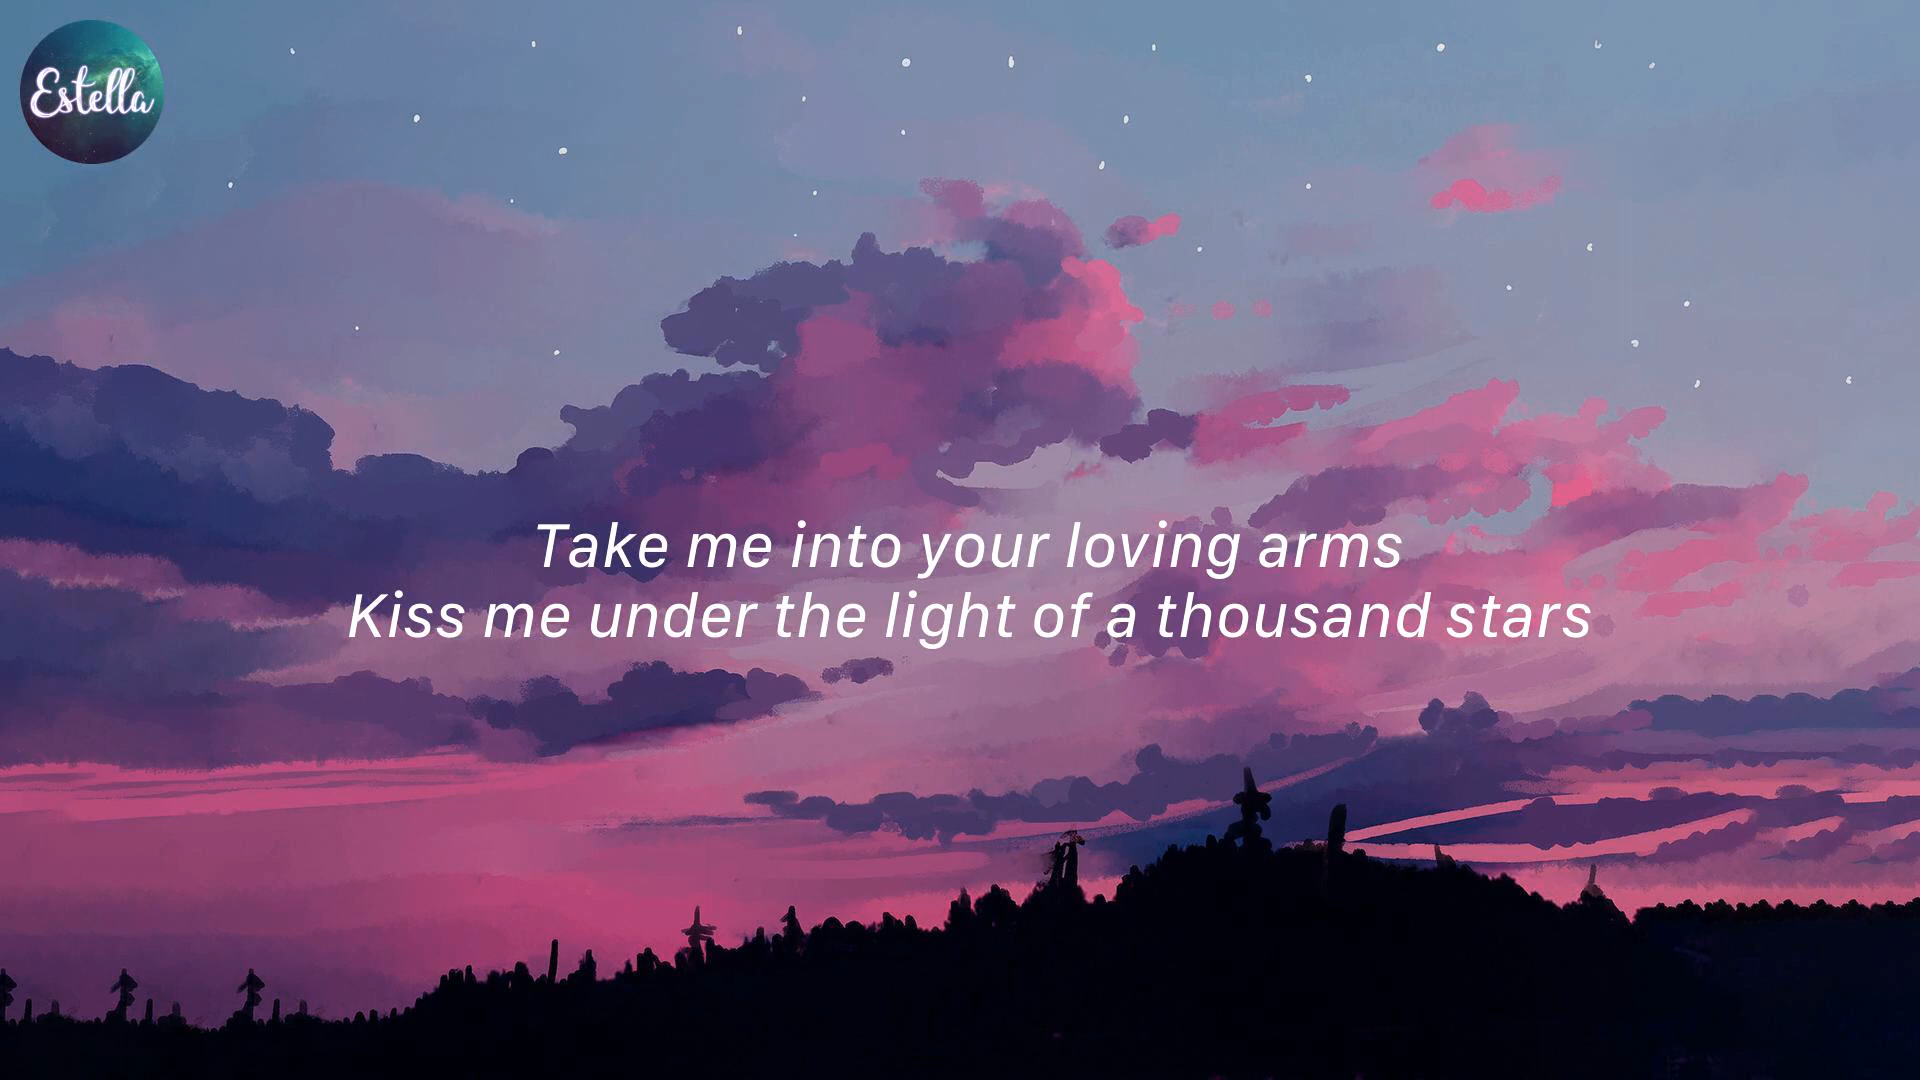 Estella
Take me into your loving arms
Kiss me under the light of a thousand stars